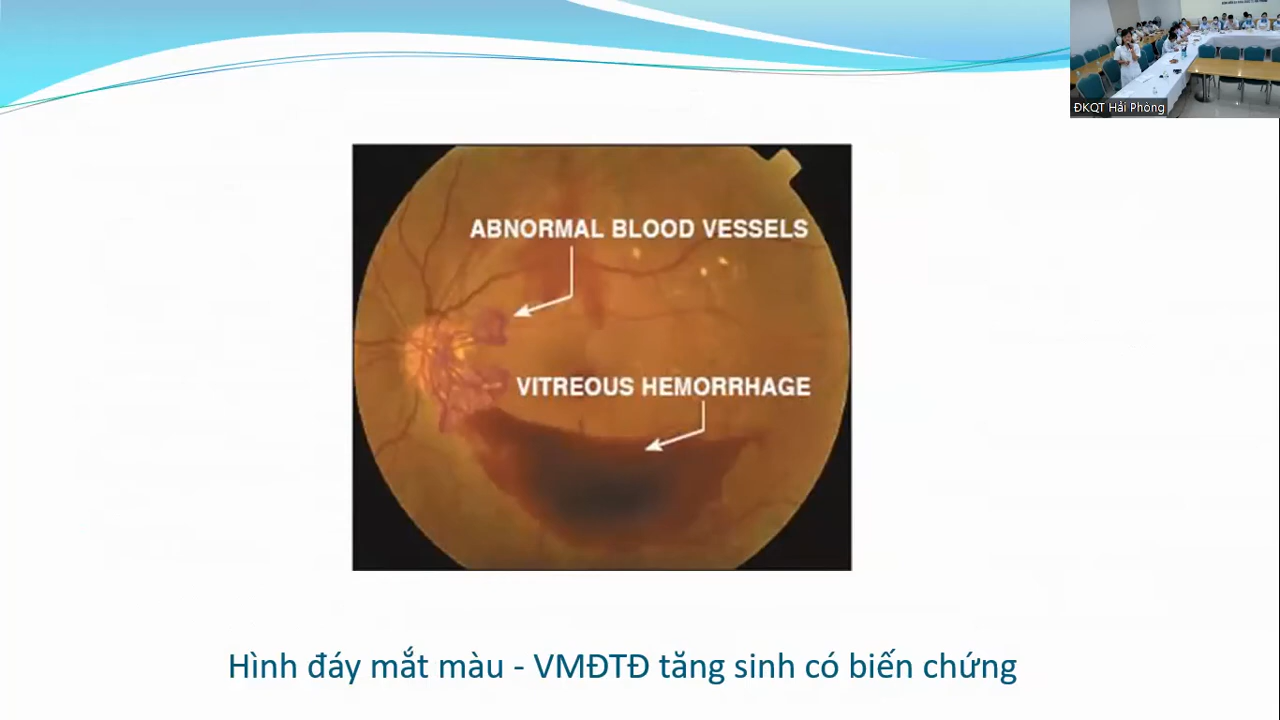 ĐKQT Hải Phòng
ABNORMAL BLOOD VESSELS
VITREOUS HEMORRHAGE
Hình đáy mắt màu - VMĐTĐ tăng sinh có biến chứng